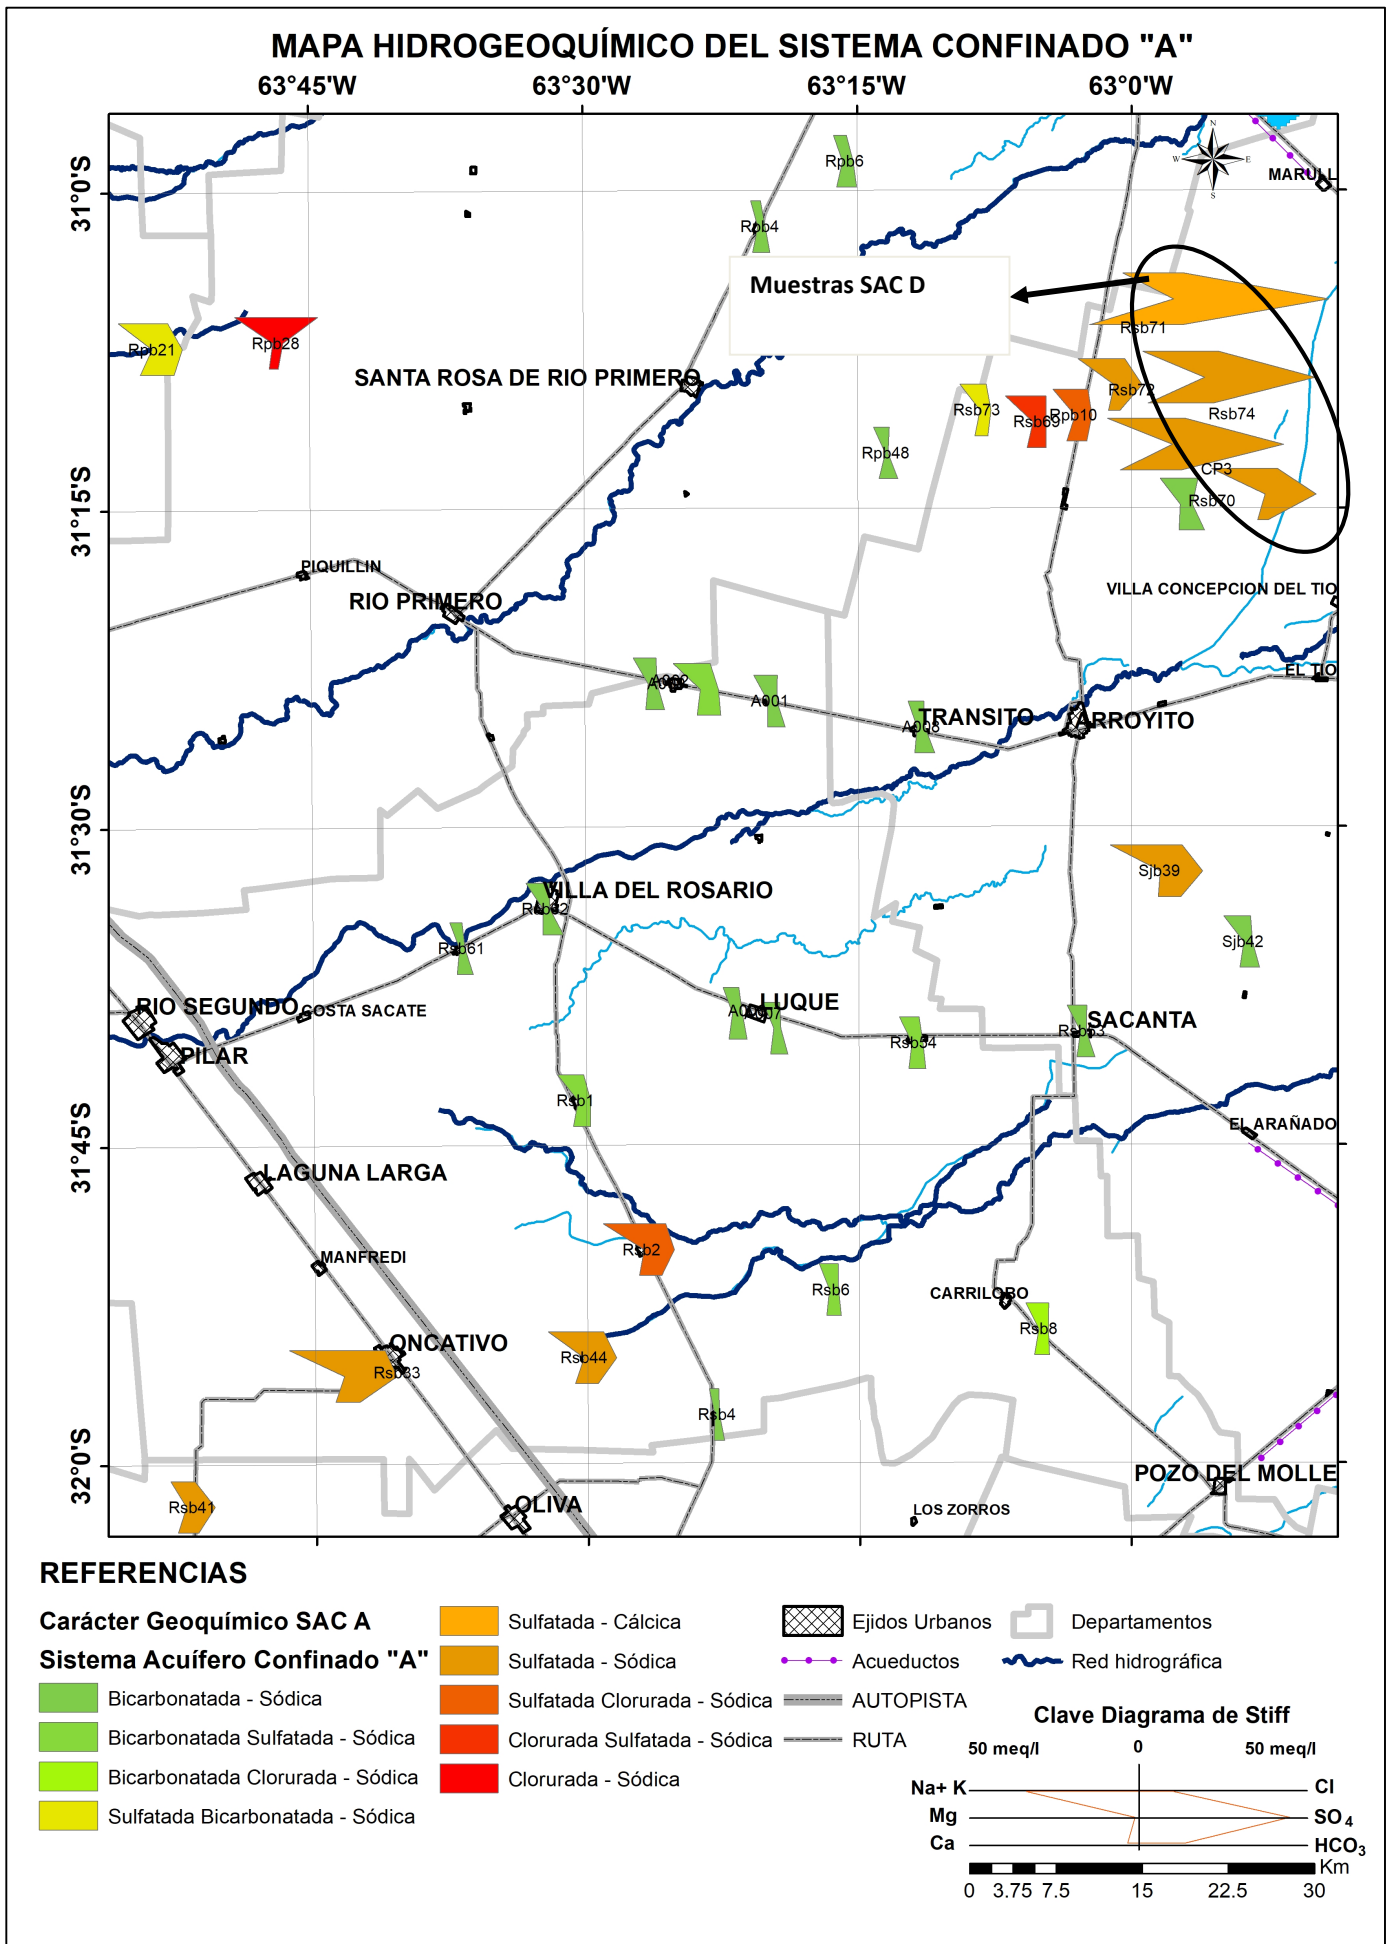 MAPA HIDROGEOQUÍMICO DEL SISTEMA CONFINADO "A"
63°45'W 63°30'W 63°15'W 63°0'W
31°0'S
31°15'S
31°30'S
31°45'S
32°0'S
N
W E
S
Rpb6
MARULL
Rpb4
Muestras SAC D
Rsb71
Rpb21
Rpb28
SANTA ROSA DE RIO PRIMERO
Rsb72
Rsb73
Rsb69
Rpb10
Rsb74
Rpb48
CP3
Rsb70
PIQUILLIN
RIO PRIMERO
VILLA CONCEPCION DEL TIO
EL TIO
A002
A001
A008
TRANSITO
ARROYITO
Sjb39
VILLA DEL ROSARIO
Rsb61
Sjb42
RIO SEGUNDO
COSTA SACATE
LUQUE
SACANTA
Rsb54
Rsb53
PILAR
Rsb1
EL ARAÑADO
LAGUNA LARGA
MANFREDI
Rsb2
Rsb6
CARRILOBO
Rsb8
ONCATIVO
Rsb44
Rsb33
Rsb4
POZO DEL MOLLE
Rsb41
OLIVA
LOS ZORROS
REFERENCIAS
Carácter Geoquímico SAC A
Sistema Acuífero Confinado "A"
Bicarbonatada - Sódica
Bicarbonatada Sulfatada - Sódica
Bicarbonatada Clorurada - Sódica
Sulfatada Bicarbonatada - Sódica
Sulfatada - Cálcica
Sulfatada - Sódica
Sulfatada Clorurada - Sódica
Clorurada Sulfatada - Sódica
Clorurada - Sódica
Ejidos Urbanos
Acueductos
AUTOPISTA
RUTA
Departamentos
Red hidrográfica
Clave Diagrama de Stiff
50 meq/l 0 50 meq/l
Na+ K Cl
Mg SO4
Ca HCO3
Km
0 3.75 7.5 15 22.5 30